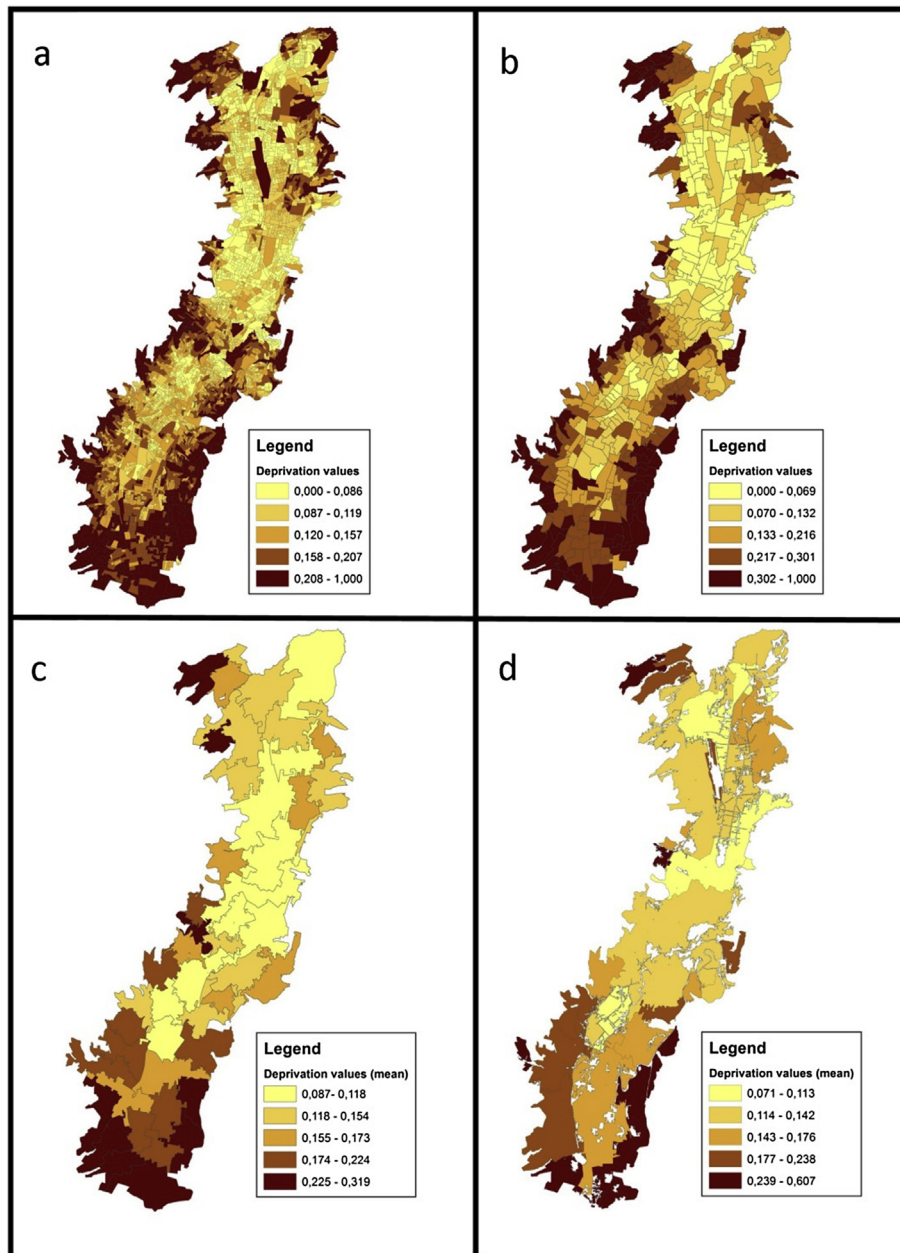 a
Legend
Deprivation values
0,000 - 0,086
0,087 - 0,119
0,120 - 0,157
0,158 - 0,207
0,208 - 1,000
b
Legend
Deprivation values
0,000 - 0,069
0,070 - 0,132
0,133 - 0,216
0,217 - 0,301
0,302 - 1,000
c
Legend
Deprivation values (mean)
0,087- 0,118
0,118 - 0,154
0,155 - 0,173
0,174 - 0,224
0,225 - 0,319
d
Legend
Deprivation values (mean)
0,071 - 0,113
0,114 - 0,142
0,143 - 0,176
0,177 - 0,238
0,239 - 0,607